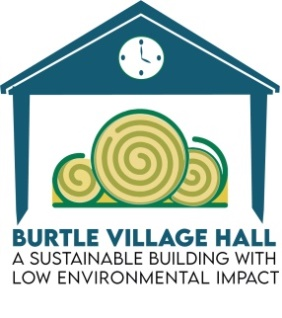 BURTLE VILLAGE HALL
A SUSTAINABLE BUILDING WITH
LOW ENVIRONMENTAL IMPACT